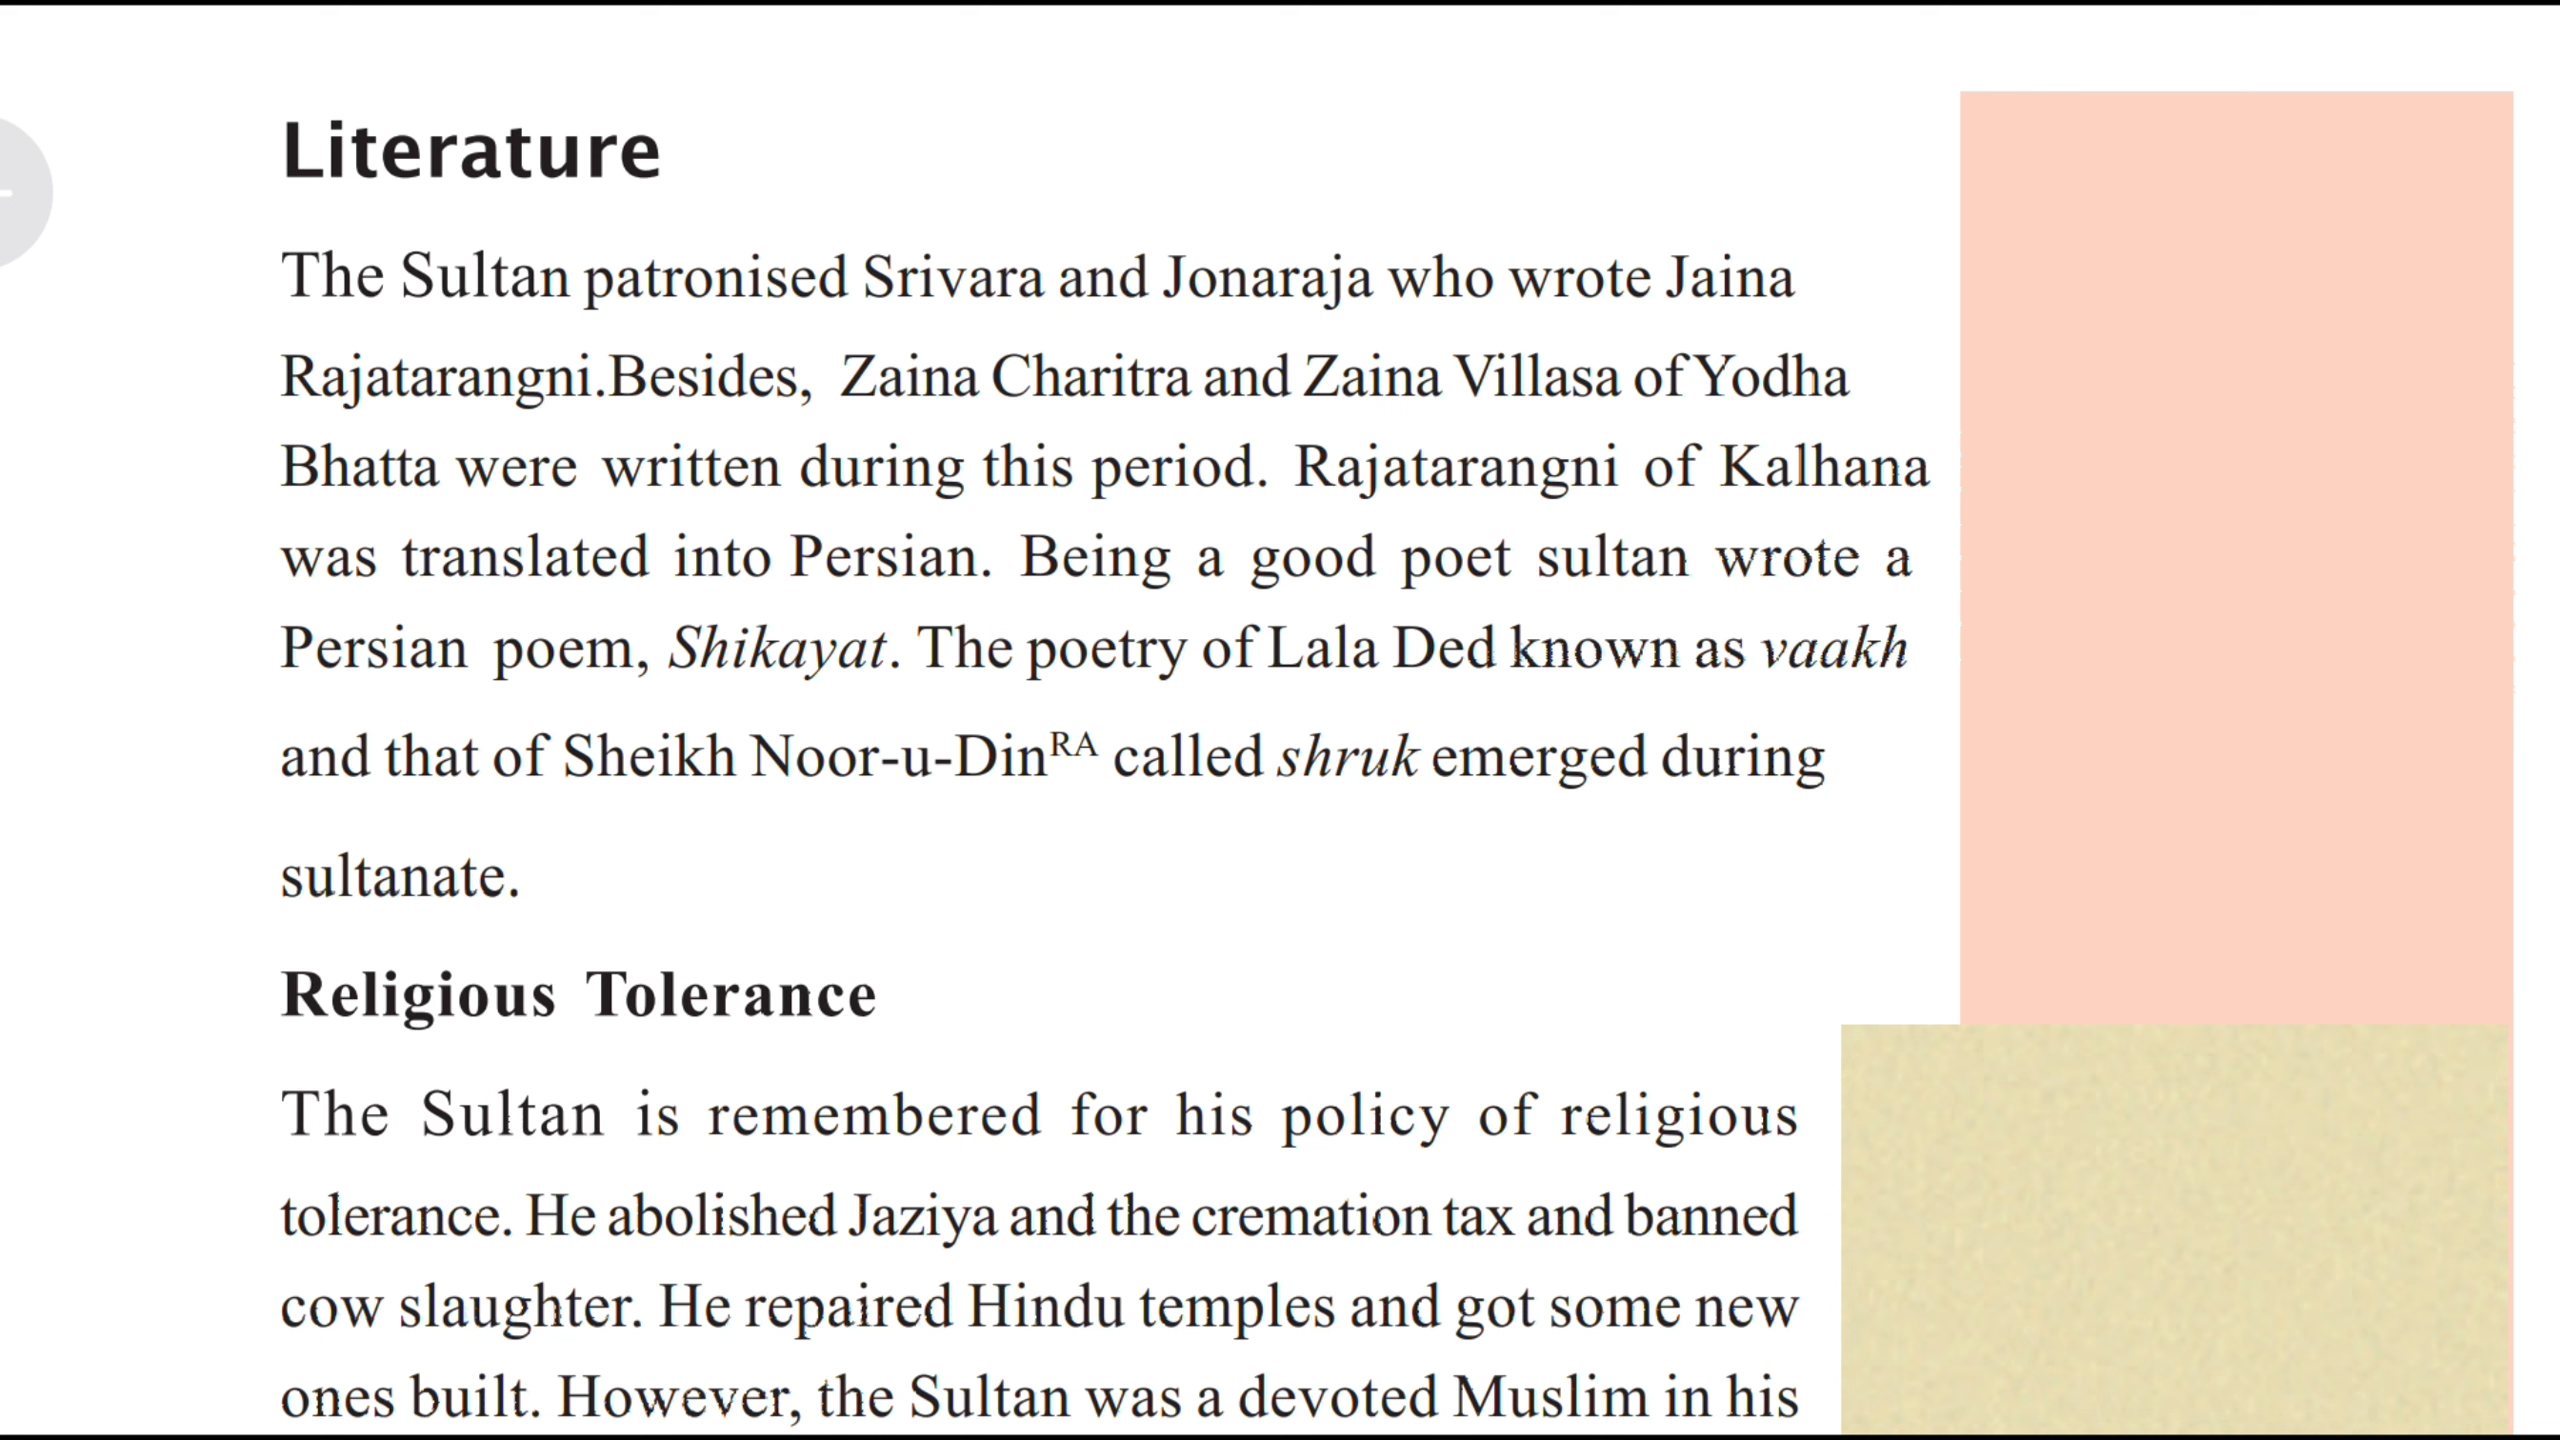 Literature
The Sultan patronised Srivara and Jonaraja who wrote Jaina
Rajatarangni.Besides, Zaina Charitra and Zaina Villasa of Yodha
Bhatta were written during this period. Rajatarangni of Kalhana
was translated into Persian. Being a good poet sultan wrote a
Persian poem, Shikayat. The poetry of Lala Ded known as vaakh
and that of Sheikh Noor-u-DinRA called shruk emerged during
sultanate.
Religious Tolerance
The Sultan is remembered for his policy of religious
tolerance. He abolished Jaziya and the cremation tax and banned
cow slaughter. He repaired Hindu temples and got some new
ones built. However, the Sultan was a devoted Muslim in his